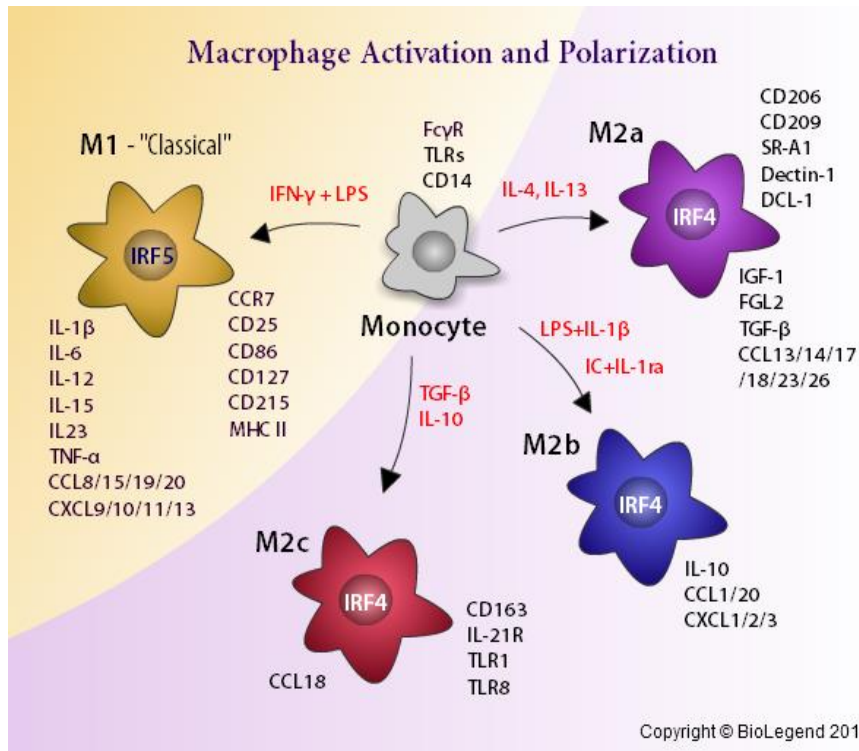 Macrophage Activation and Polarization
M1 - "Classical"
IRF5
IL-1β
IL-6
IL-12
IL-15
IL23
TNF-α
CCL8/15/19/20
CXCL9/10/11/13
CCR7
CD25
CD86
CD127
CD215
MHC II
IFN-γ + LPS
FcγR
TLRs
CD14
Monocyte
IL-4, IL-13
M2a
IRF4
CD206
CD209
SR-A1
Dectin-1
DCL-1
IGF-1
FGL2
TGF-β
CCL13/14/17
/18/23/26
LPS+IL-1β
IC+IL-1ra
M2b
IRF4
IL-10
CCL1/20
CXCL1/2/3
TGF-β
IL-10
M2c
IRF4
CCL18
CD163
IL-21R
TLR1
TLR8
Copyright © BioLegend 201